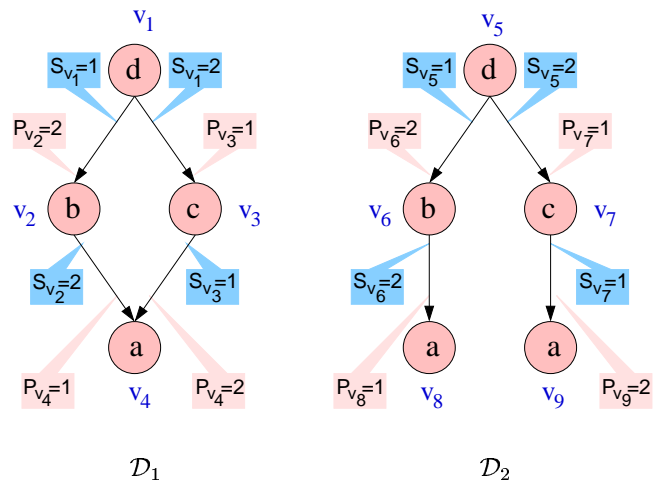 v1 v5
d d
Sv1=1 Sv1=2 Sv5=1 Sv5=2
Pv2=2 Pv3=1 Pv6=2 Pv7=1
v2 b c v3 v6 b c v7
Sv2=2 Sv3=1 Sv6=2 Sv7=1
a a a
Pv4=1 Pv4=2 Pv8=1 Pv9=2
v4 v8 v9
D1 D2